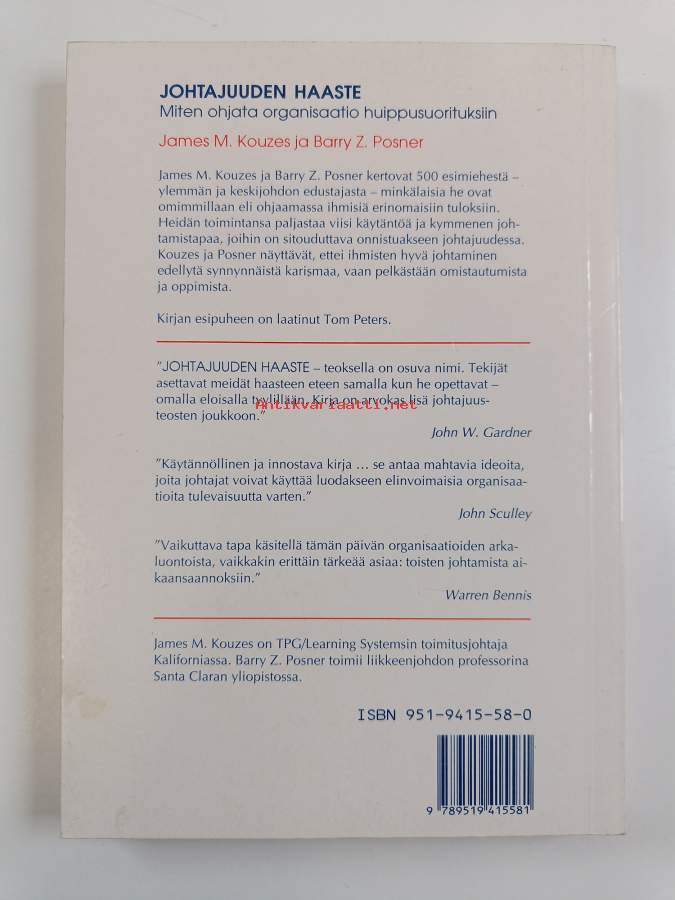 JOHTAJUUDEN HAASTE
Miten ohjata organisaatio huippusuorituksiin
James M. Kouzes ja Barry Z. Posner
James M. Kouzes ja Barry Z. Posner kertovat 500 esimiehestä –
ylemmän ja keskijohdon edustajasta – minkälaisia he ovat
omimmillaan eli ohjaamassa ihmisiä erinomaisiin tuloksiin.
Heidän toimintansa paljastaa viisi käytäntöä ja kymmenen joh-
tamistapaa, joihin on sitouduttava onnistuakseen johtajuudessa.
Kouzes ja Posner näyttävät, ettei ihmisten hyvä johtaminen
edellytä synnynnäistä karismaa, vaan pelkästään omistautumista
ja oppimista.
Kirjan esipuheen on laatinut Tom Peters.
”JOHTAJUUDEN HAASTE – teoksella on osuva nimi. Tekijät
asettavat meidät haasteen eteen samalla kun he opettavat –
omalla eloisalla tyylillään. Kirja on arvokas lisä johtajuus-
Antikvariaatti.net
teosten joukkoon.”
John W. Gardner
”Käytännöllinen ja innostava kirja ... se antaa mahtavia ideoita,
joita johtajat voivat käyttää luodakseen elinvoimaisia organisaa-
tioita tulevaisuutta varten.”
John Sculley
”Vaikuttava tapa käsitellä tämän päivän organisaatioiden arka-
luontoista, vaikkakin erittäin tärkeää asiaa: toisten johtamista ai-
kaansaannoksiin.”
Warren Bennis
James M. Kouzes on TPG/Learning Systemsin toimitusjohtaja
Kaliforniassa. Barry Z. Posner toimii liikkeenjohdon professorina
Santa Claran yliopistossa.
ISBN 951-9415-58-0
9 789519 415581